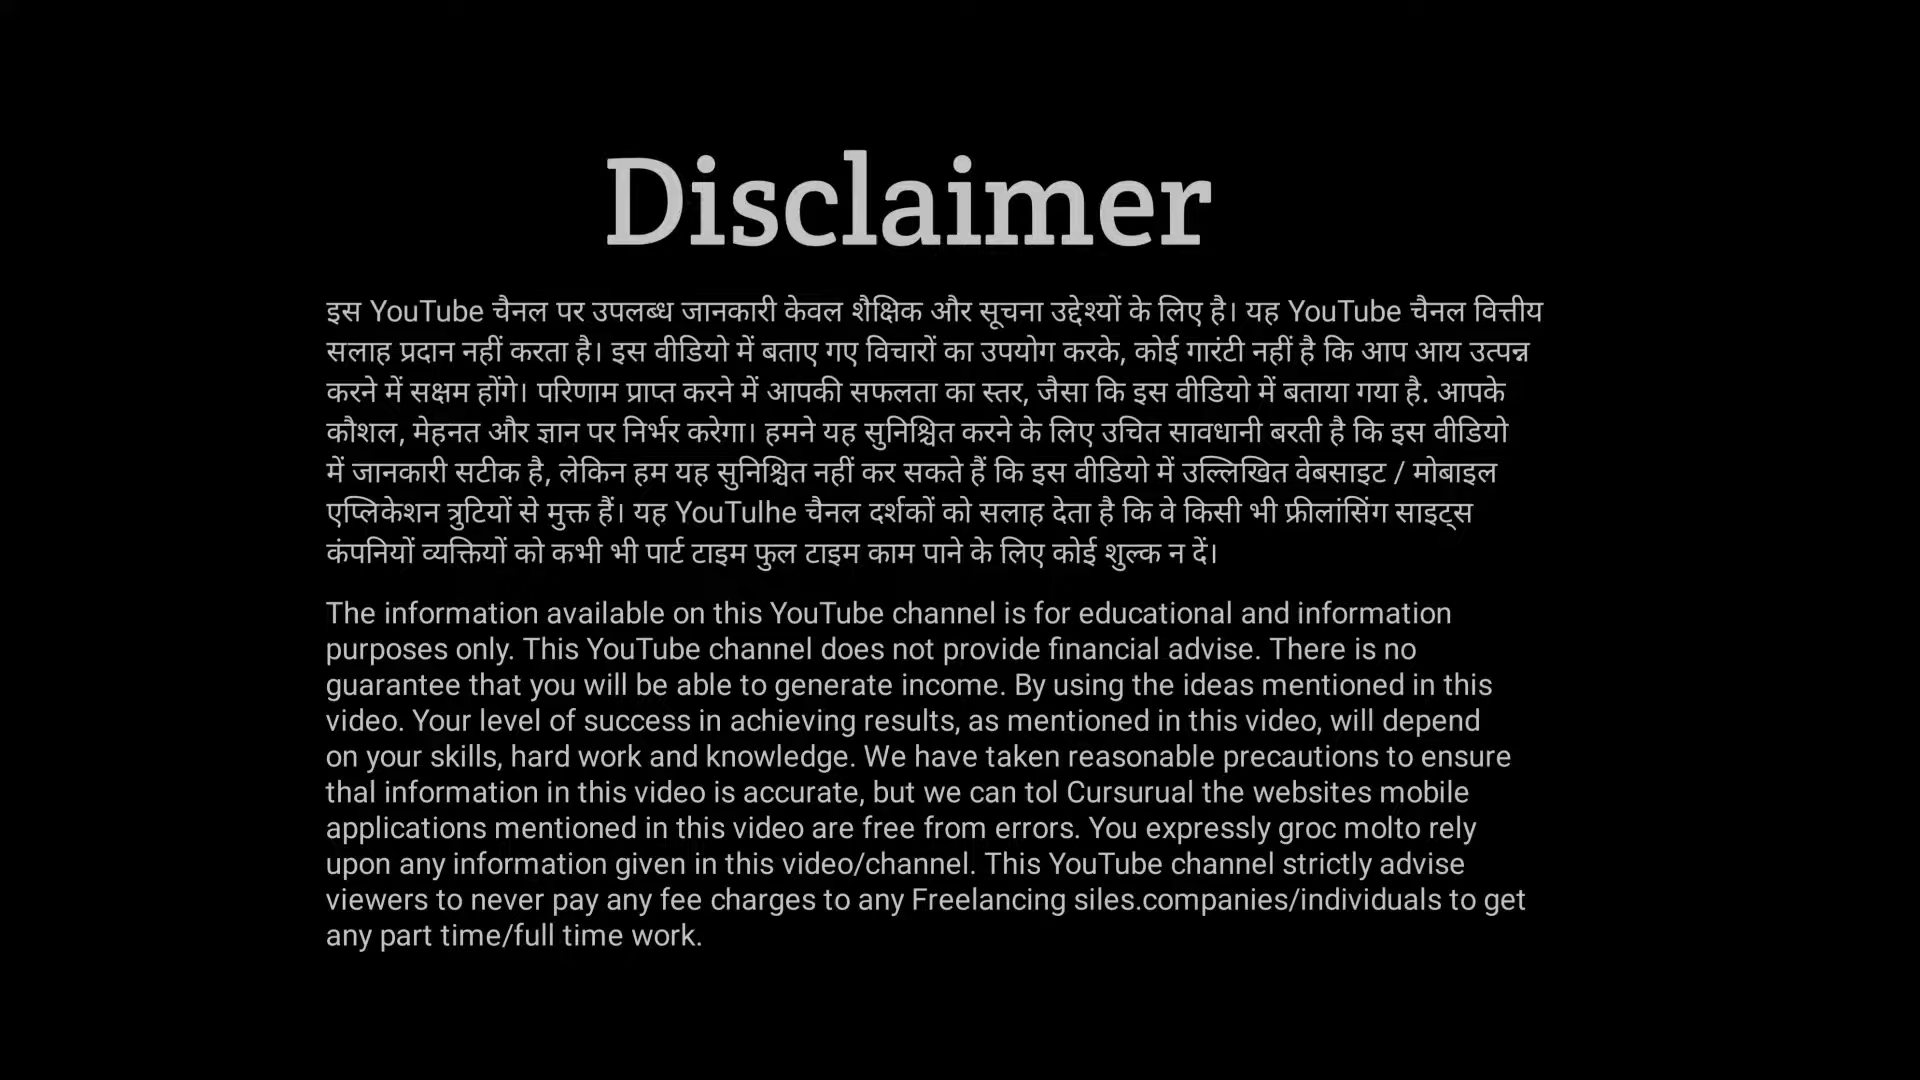 Disclaimer
इस YouTube चैनल पर उपलब्ध जानकारी केवल शैक्षिक और सूचना उद्देश्यों के लिए है। यह YouTube चैनल वित्तीय
सलाह प्रदान नहीं करता है। इस वीडियो में बताए गए विचारों का उपयोग करके, कोई गारंटी नहीं है कि आप आय उत्पन्न
करने में सक्षम होंगे। परिणाम प्राप्त करने में आपकी सफलता का स्तर, जैसा कि इस वीडियो में बताया गया है. आपके
कौशल, मेहनत और ज्ञान पर निर्भर करेगा। हमने यह सुनिश्चित करने के लिए उचित सावधानी बरती है कि इस वीडियो
में जानकारी सटीक है, लेकिन हम यह सुनिश्चित नहीं कर सकते हैं कि इस वीडियो में उल्लिखित वेबसाइट / मोबाइल
एप्लिकेशन त्रुटियों से मुक्त हैं। यह YouTulhe चैनल दर्शकों को सलाह देता है कि वे किसी भी फ्रीलांसिंग साइट्स
कंपनियों व्यक्तियों को कभी भी पार्ट टाइम फुल टाइम काम पाने के लिए कोई शुल्क न दें।
The information available on this YouTube channel is for educational and information
purposes only. This YouTube channel does not provide financial advise. There is no
guarantee that you will be able to generate income. By using the ideas mentioned in this
video. Your level of success in achieving results, as mentioned in this video, will depend
on your skills, hard work and knowledge. We have taken reasonable precautions to ensure
thal information in this video is accurate, but we can tol Cursurual the websites mobile
applications mentioned in this video are free from errors. You expressly groc molto rely
upon any information given in this video/channel. This YouTube channel strictly advise
viewers to never pay any fee charges to any Freelancing siles.companies/individuals to get
any part time/full time work.